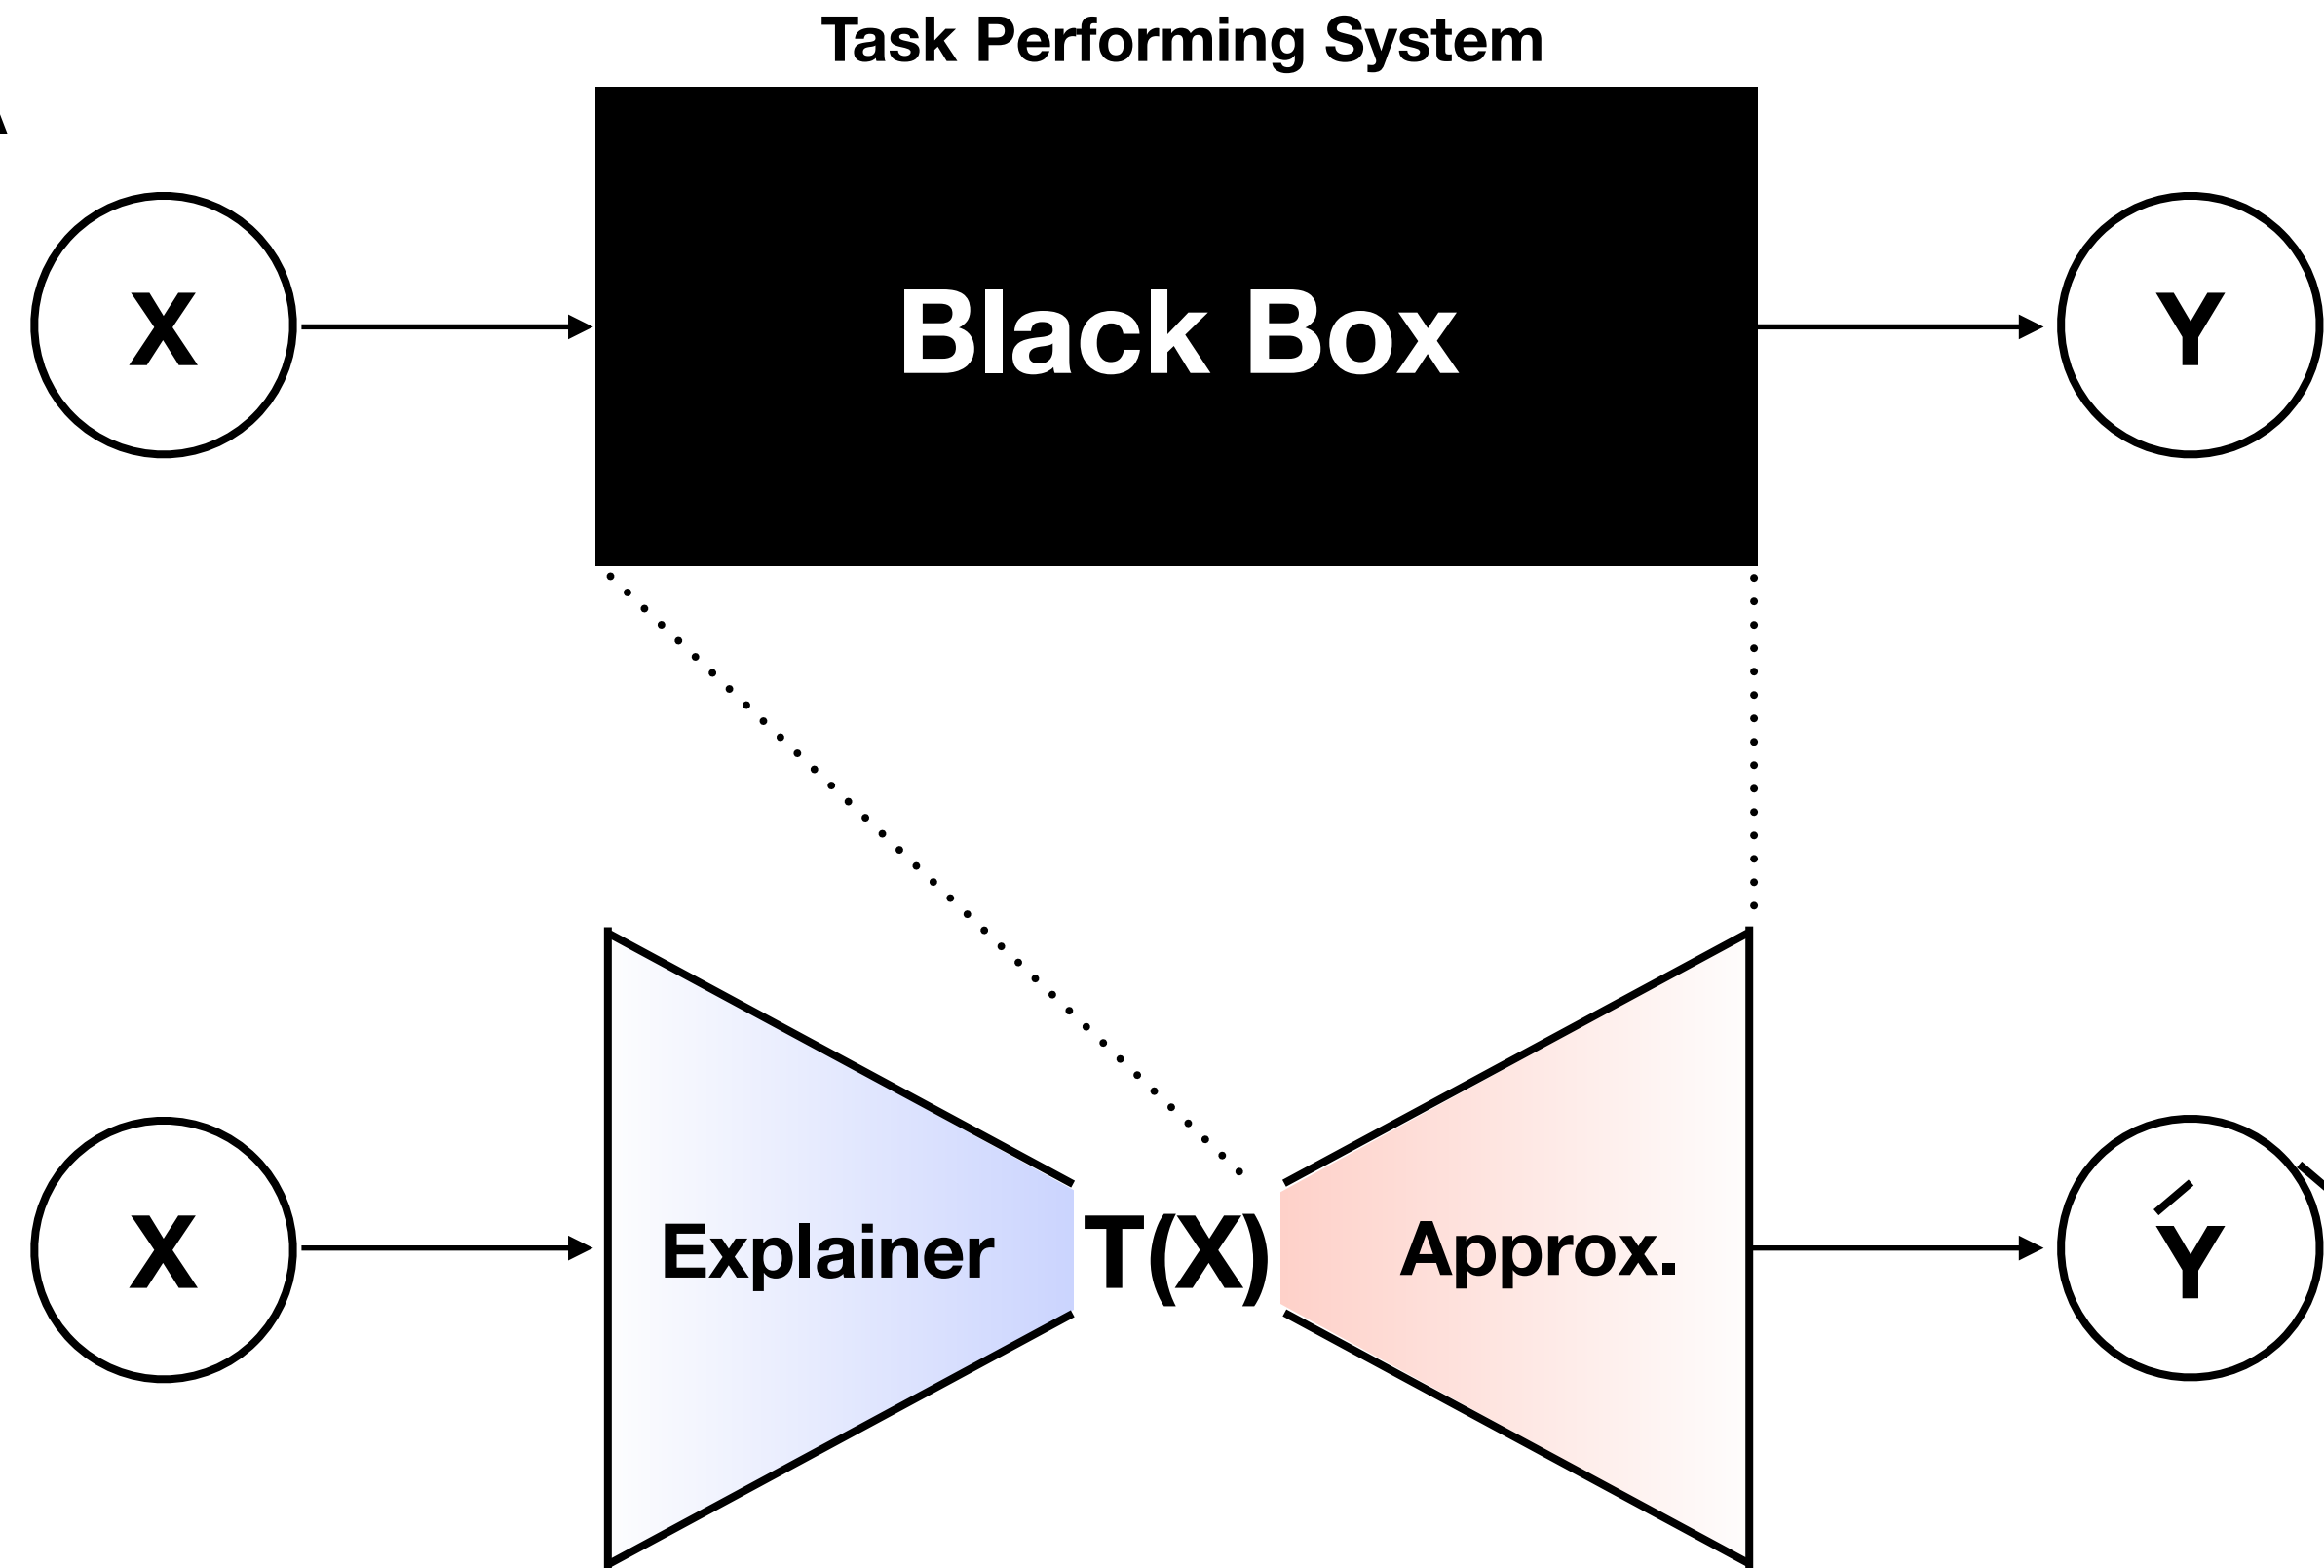 Task Performing System
X
Black Box
Y
X
Explainer
T(X)
Approx.
Ŷ